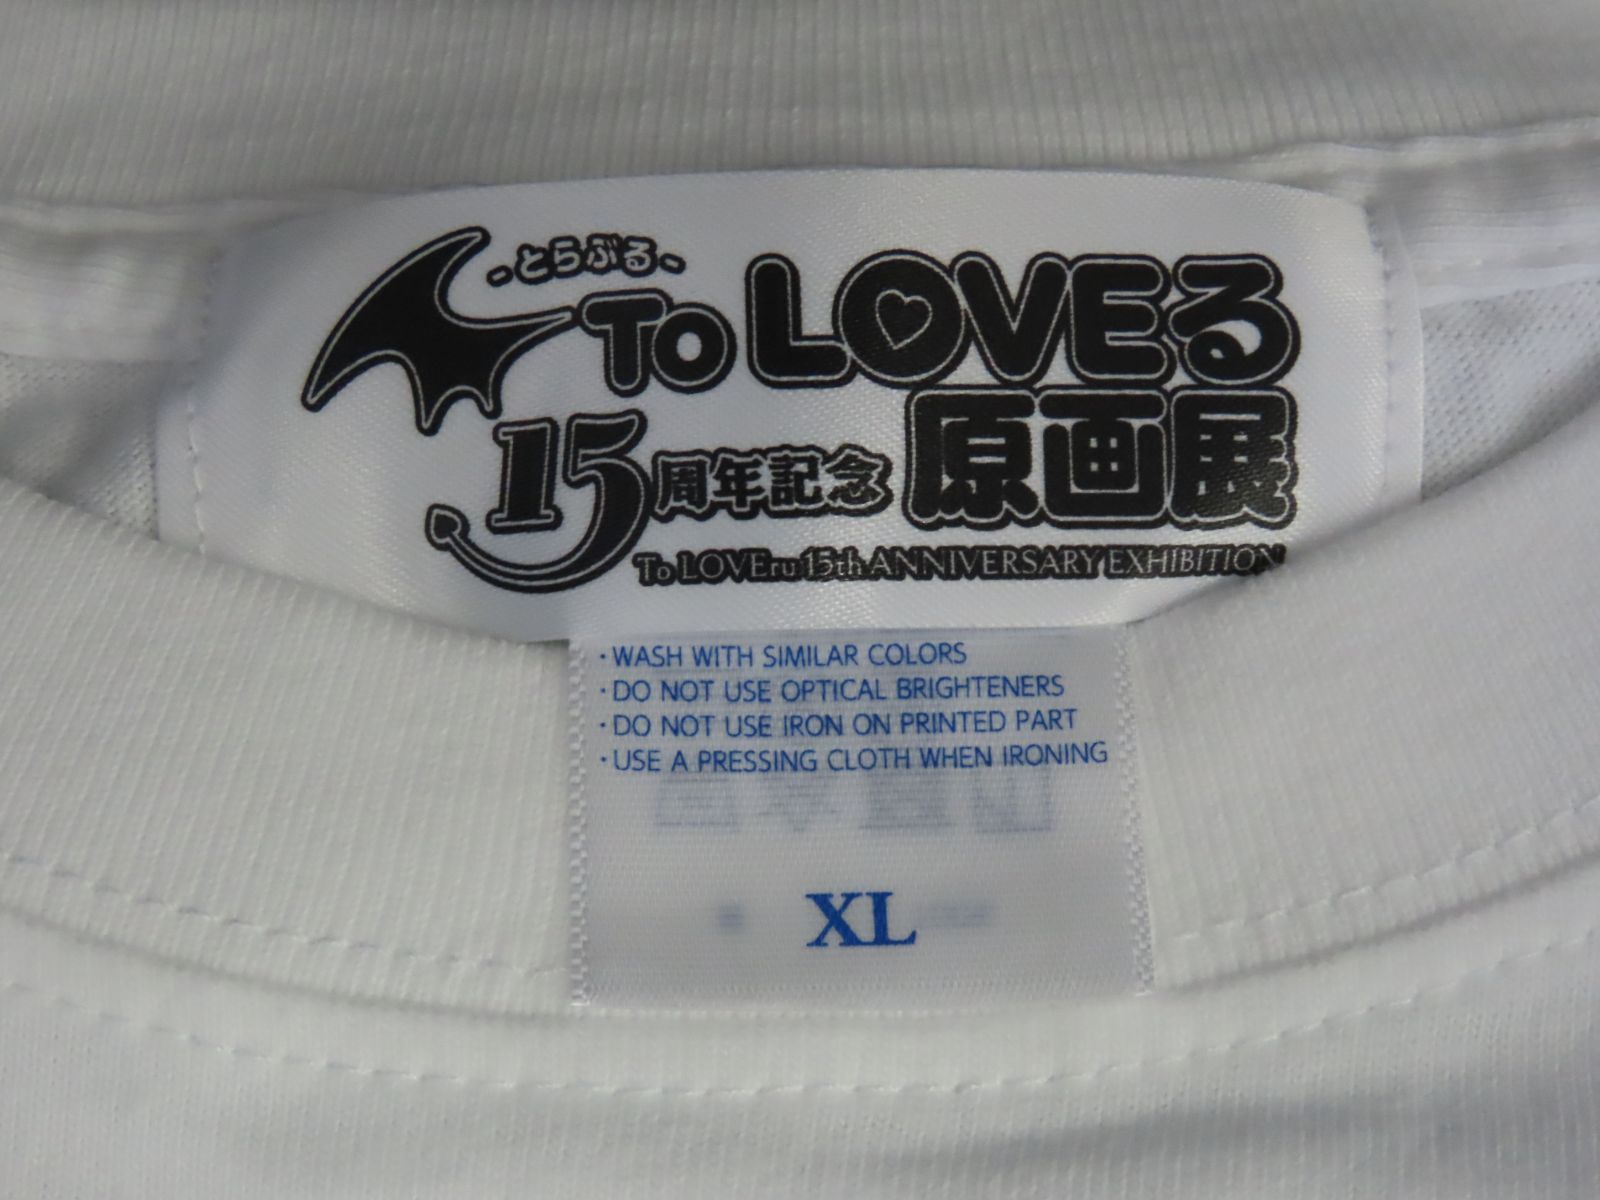 -とらぶる-
To LOVEる
15周年記念 原画展
To LOVEru 15th ANNIVERSARY EXHIBITION
・WASH WITH SIMILAR COLORS
・DO NOT USE OPTICAL BRIGHTENERS
・DO NOT USE IRON ON PRINTED PART
・USE A PRESSING CLOTH WHEN IRONING
XL